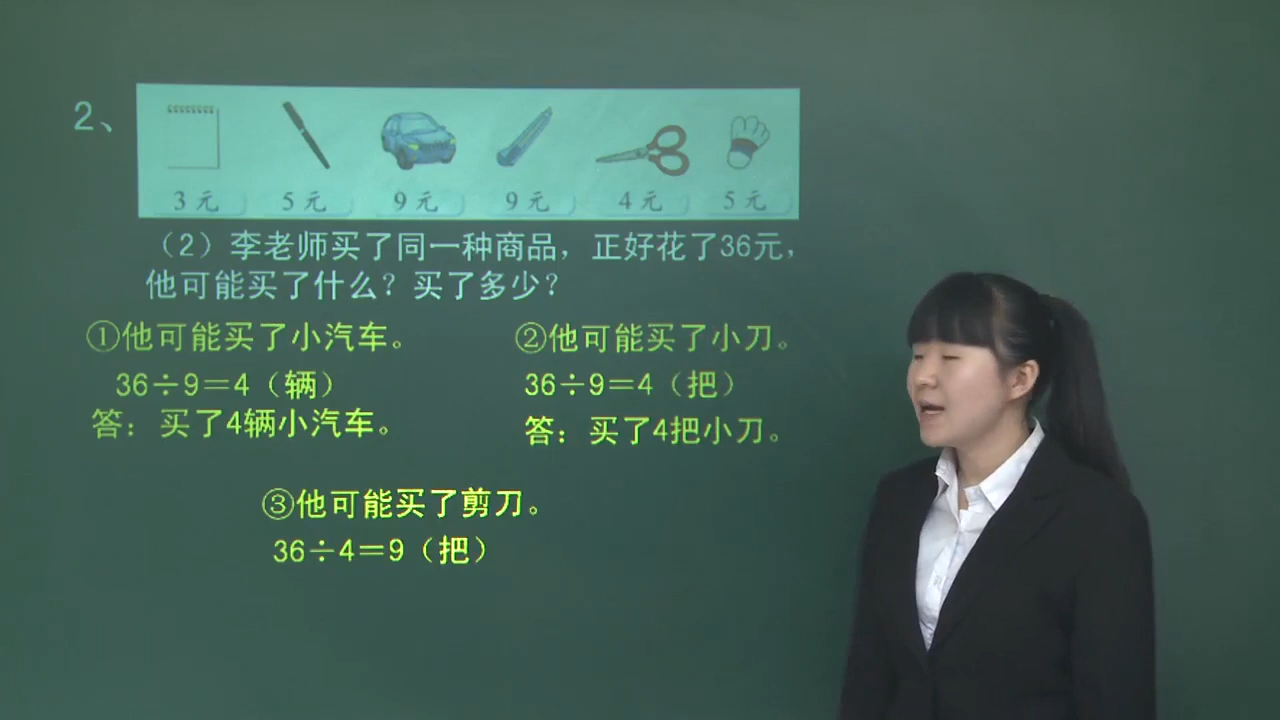 2、
3元 5元 9元 9元 4元 5元
（2）李老师买了同一种商品，正好花了36元，
他可能买了什么？买了多少？
①他可能买了小汽车。
36÷9＝4（辆）
答：买了4辆小汽车。
②他可能买了小刀。
36÷9＝4（把）
答：买了4把小刀。
③他可能买了剪刀。
36÷4＝9（把）